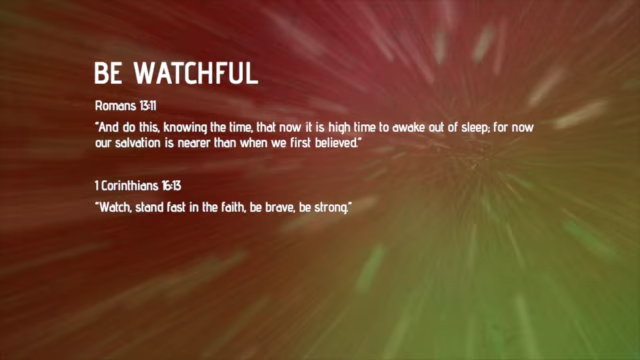 BE WATCHFUL
Romans 13:11
"And do this, knowing the time, that now it is high time to awake out of sleep; for now
our salvation is nearer than when we first believed."
1 Corinthians 16:13
"Watch, stand fast in the faith, be brave, be strong."